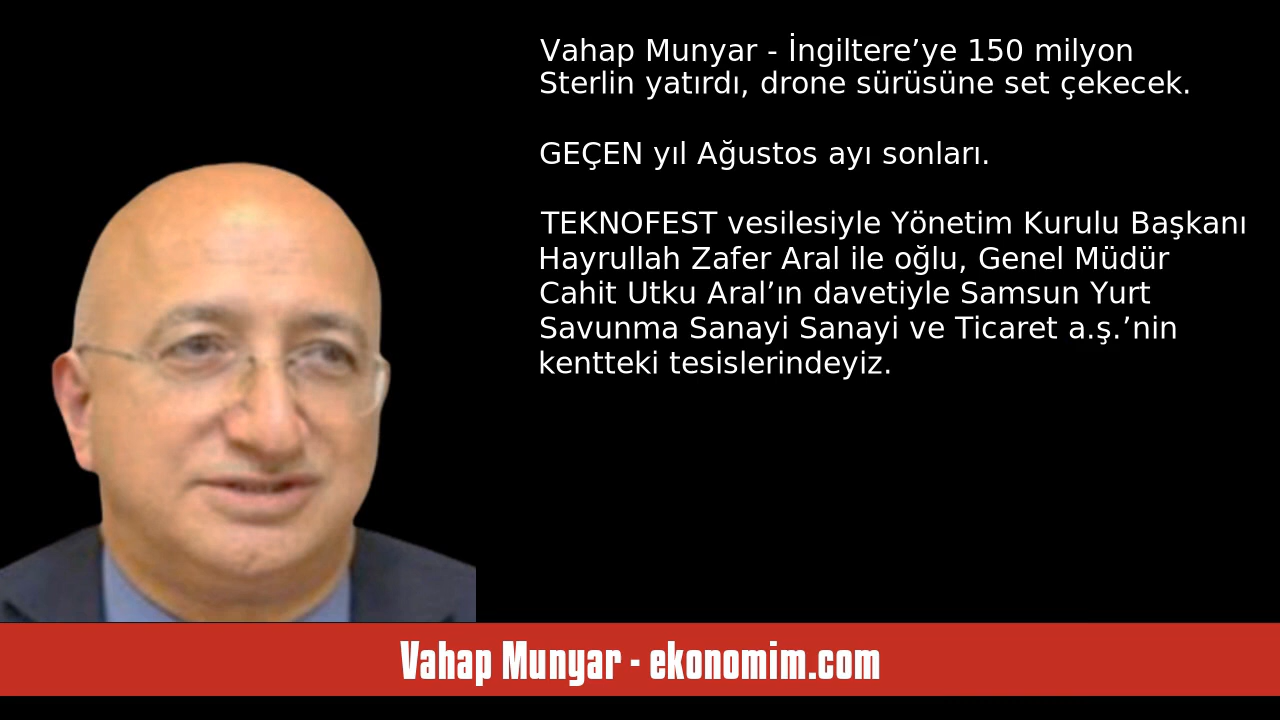 Vahap Munyar - İngiltere’ye 150 milyon
Sterlin yatırdı, drone sürüsüne set çekecek.
GEÇEN yıl Ağustos ayı sonları.
TEKNOFEST vesilesiyle Yönetim Kurulu Başkanı
Hayrullah Zafer Aral ile oğlu, Genel Müdür
Cahit Utku Aral’ın davetiyle Samsun Yurt
Savunma Sanayi Sanayi ve Ticaret a.ş.’nin
kentteki tesislerindeyiz.
Vahap Munyar - ekonomim.com